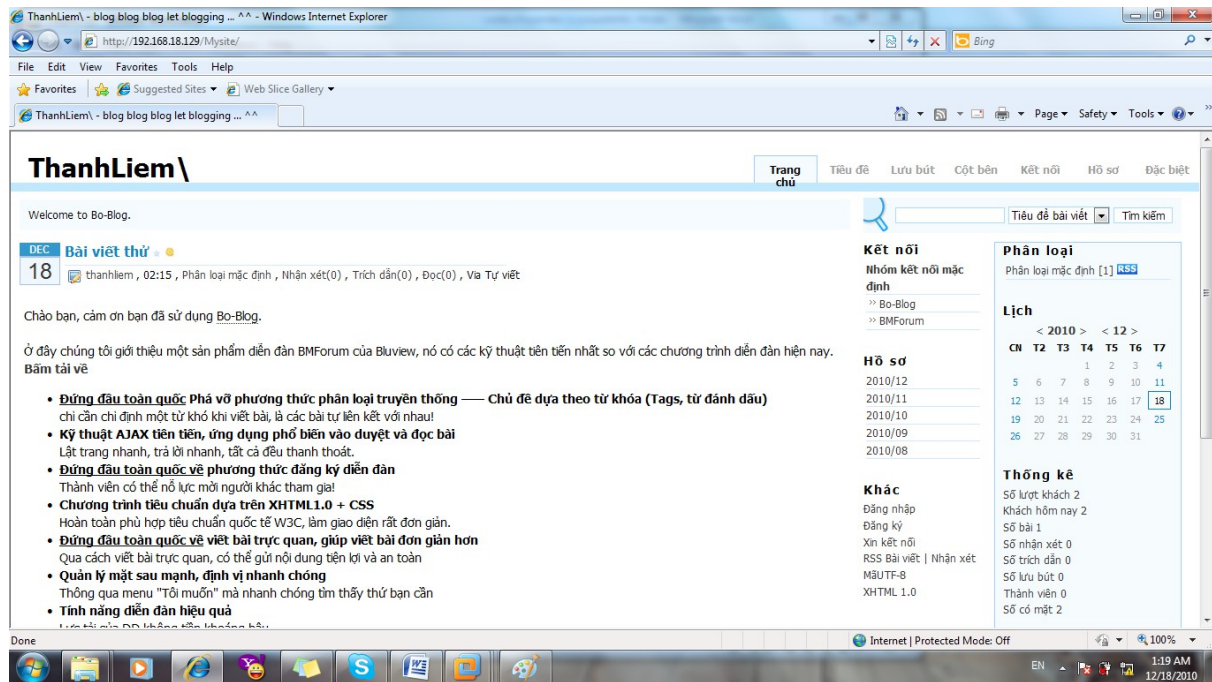 ThanhLiem\ - blog blog blog let blogging ... ^^ - Windows Internet Explorer
http://192.168.18.129/Mysite/
Bing
File Edit View Favorites Tools Help
Favorites Suggested Sites Web Slice Gallery
ThanhLiem\ - blog blog blog let blogging ... ^^
Page Safety Tools
ThanhLiem\
Trang chủ Tiêu đề Lưu bút Cột bên Kết nối Hồ sơ Đặc biệt
Welcome to Bo-Blog.
Tiêu đề bài viết Tìm kiếm
DEC
18
Bài viết thử
thanhliem , 02:15 , Phân loại mặc định , Nhận xét(0) , Trích dẫn(0) , Đọc(0) , Via Tự viết
Chào bạn, cảm ơn bạn đã sử dụng Bo-Blog.
Ở đây chúng tôi giới thiệu một sản phẩm diễn đàn BMForum của Bluview, nó có các kỹ thuật tiên tiến nhất so với các chương trình diễn đàn hiện nay.
Bấm tải về
• Đứng đầu toàn quốc Phá vỡ phương thức phân loại truyền thống —— Chủ đề dựa theo từ khóa (Tags, từ đánh dấu)
chỉ cần chỉ định một từ khó khi viết bài, là các bài tự lên kết với nhau!
• Kỹ thuật AJAX tiên tiến, ứng dụng phổ biến vào duyệt và đọc bài
Lật trang nhanh, trả lời nhanh, tất cả đều thanh thoát.
• Đứng đầu toàn quốc về phương thức đăng ký diễn đàn
Thành viên có thể nỗ lực mời người khác tham gia!
• Chương trình tiêu chuẩn dựa trên XHTML1.0 + CSS
Hoàn toàn phù hợp tiêu chuẩn quốc tế W3C, làm giao diện rất đơn giản.
• Đứng đầu toàn quốc về viết bài trực quan, giúp viết bài đơn giản hơn
Qua cách viết bài trực quan, có thể gửi nội dung tiện lợi và an toàn
• Quản lý mặt sau mạnh, định vị nhanh chóng
Thông qua menu "Tôi muốn" mà nhanh chóng tìm thấy thứ bạn cần
• Tính năng diễn đàn hiệu quả
Kết nối
Nhóm kết nối mặc định
Bo-Blog
BMForum
Hồ sơ
2010/12
2010/11
2010/10
2010/09
2010/08
Khác
Đăng nhập
Đăng ký
Xin kết nối
RSS Bài viết | Nhận xét
MãUTF-8
XHTML 1.0
Phân loại
Phân loại mặc định [1] RSS
Lịch
< 2010 > < 12 >
CN T2 T3 T4 T5 T6 T7
1 2 3 4
5 6 7 8 9 10 11
12 13 14 15 16 17 18
19 20 21 22 23 24 25
26 27 28 29 30 31
Thống kê
Số lượt khách 2
Khách hôm nay 2
Số bài 1
Số nhận xét 0
Số trích dẫn 0
Số lưu bút 0
Thành viên 0
Số có mặt 2
Done
Internet | Protected Mode: Off
100%
EN
1:19 AM
12/18/2010